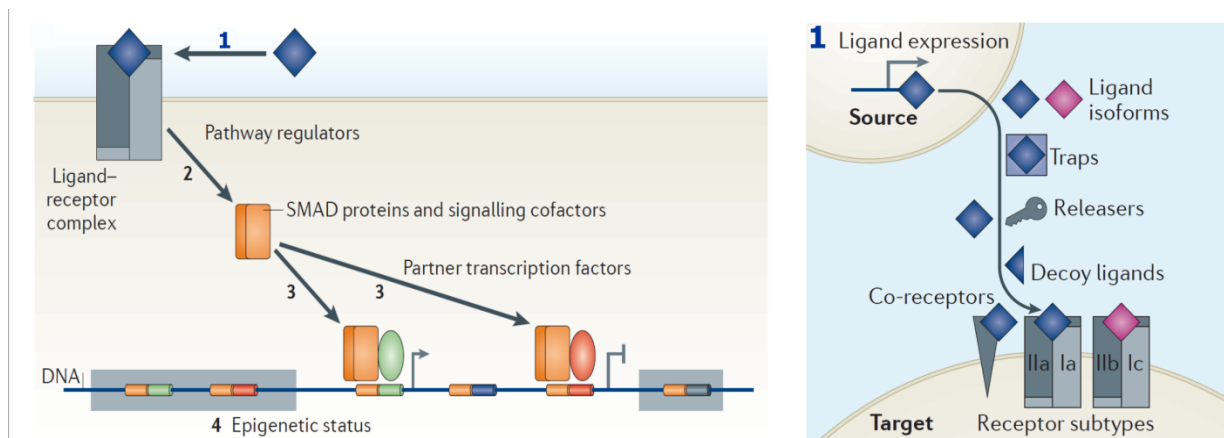 1
Pathway regulators
2
Ligand–
receptor
complex
SMAD proteins and signalling cofactors
Partner transcription factors
3
3
DNA
4 Epigenetic status
1 Ligand expression
Source
Ligand
isoforms
Traps
Releasers
Decoy ligands
Co-receptors
IIa Ia IIb Ic
Target Receptor subtypes